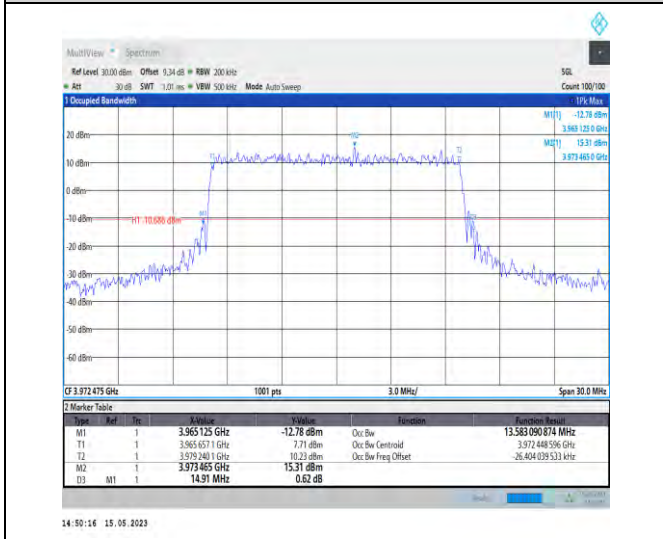 MultiView Spectrum
Ref Level 30.00 dBm Offset 9.34 dB RBW 200 kHz SGL
Att 30 dB SWT 1.01 ms VBW 500 kHz Mode Auto Sweep Count 100/100
1 Occupied Bandwidth 1Pk Max
M1[1] -12.78 dBm
3.965 125 0 GHz
M2[1] 15.31 dBm
3.973 465 0 GHz
20 dBm
M2
T1
T2
10 dBm
0 dBm
M1
-10 dBm
H1 -10.686 dBm
-20 dBm
-30 dBm
-40 dBm
-50 dBm
-60 dBm
CF 3.972 475 GHz 1001 pts 3.0 MHz/ Span 30.0 MHz
2 Marker Table
Type Ref Trc X-Value Y-Value Function Function Result
M1 1 3.965 125 GHz -12.78 dBm Occ Bw 13.583 090 874 MHz
T1 1 3.965 657 1 GHz 7.71 dBm Occ Bw Centroid 3.972 448 596 GHz
T2 1 3.979 240 1 GHz 10.23 dBm Occ Bw Freq Offset -26.404 039 533 kHz
M2 1 3.973 465 GHz 15.31 dBm
D3 M1 1 14.91 MHz 0.62 dB
14:50:16 15.05.2023